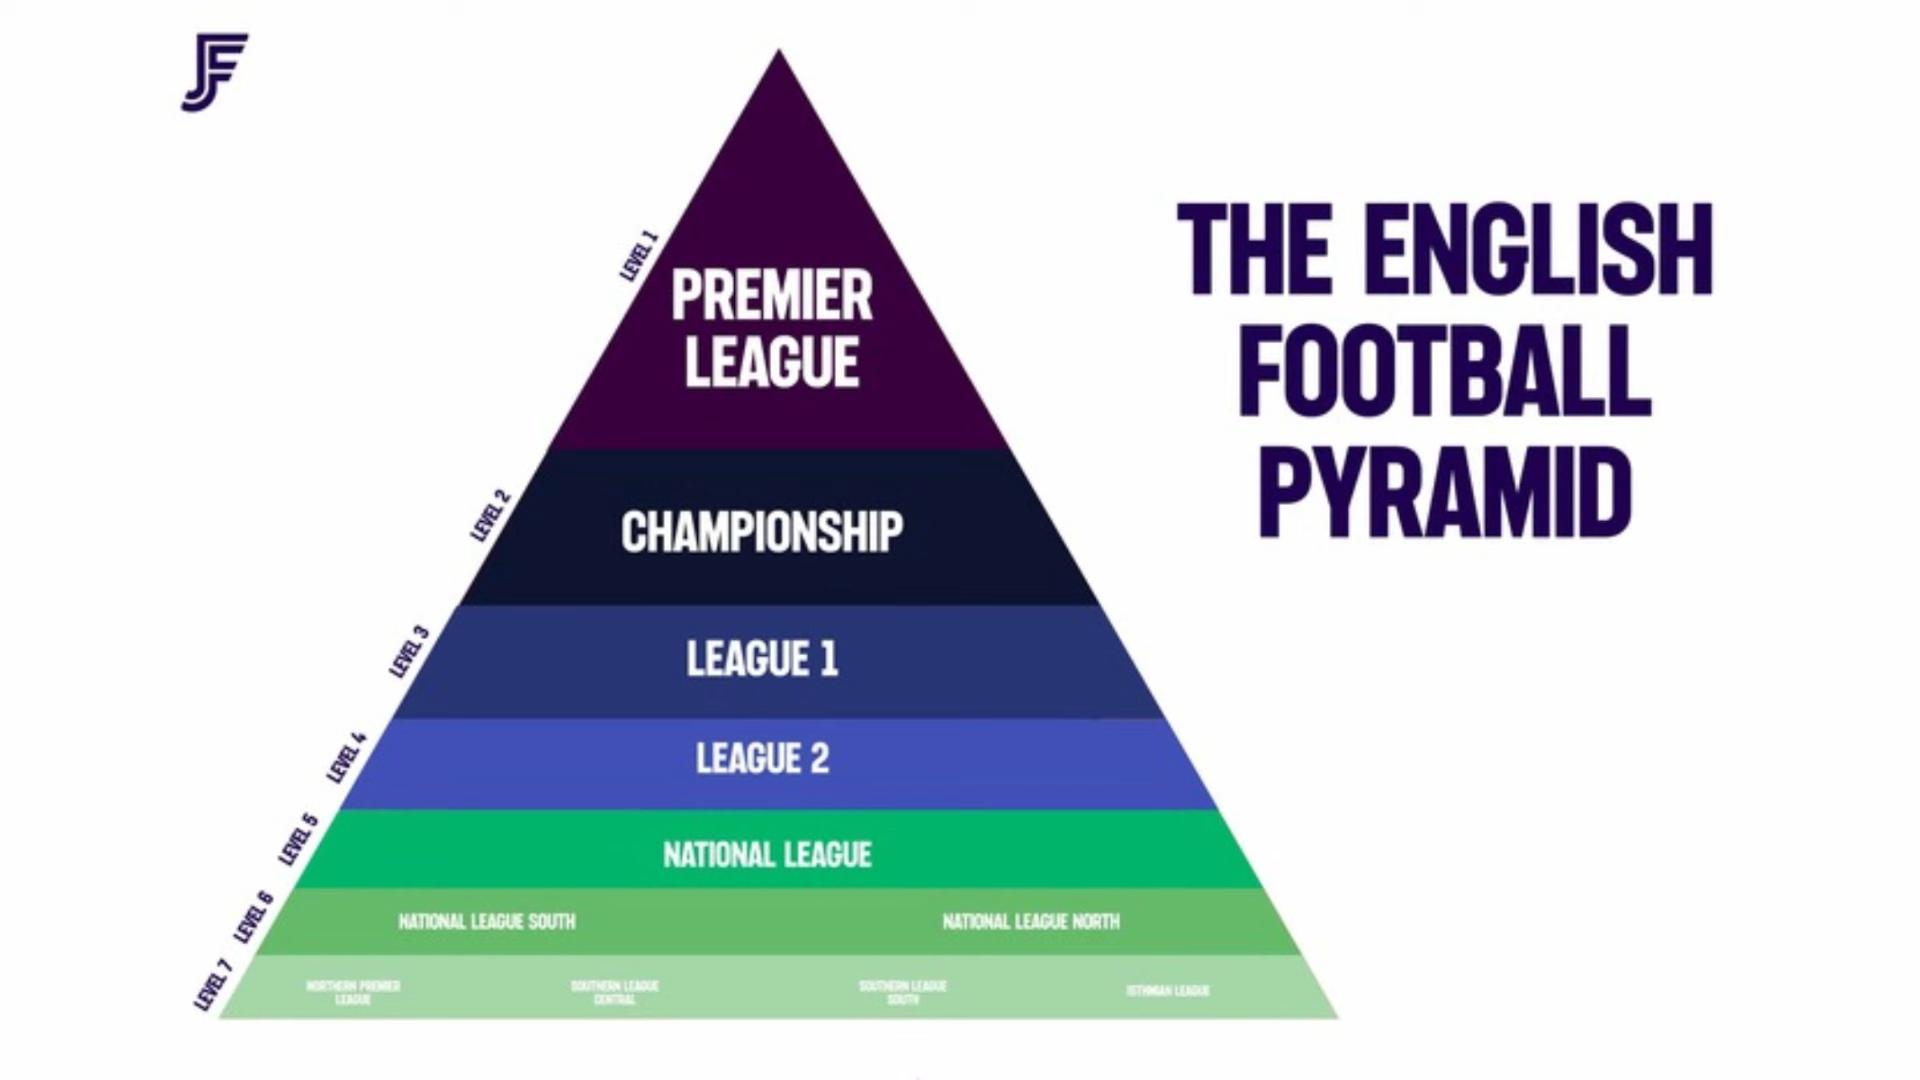 JF
THE ENGLISH
FOOTBALL
PYRAMID
LEVEL 1
PREMIER
LEAGUE
LEVEL 2
CHAMPIONSHIP
LEVEL 3
LEAGUE 1
LEVEL 4
LEAGUE 2
LEVEL 5
NATIONAL LEAGUE
LEVEL 6
NATIONAL LEAGUE SOUTH
NATIONAL LEAGUE NORTH
LEVEL 7
NORTHERN PREMIER
LEAGUE
SOUTHERN LEAGUE
CENTRAL
SOUTHERN LEAGUE
SOUTH
ISTHMIAN LEAGUE